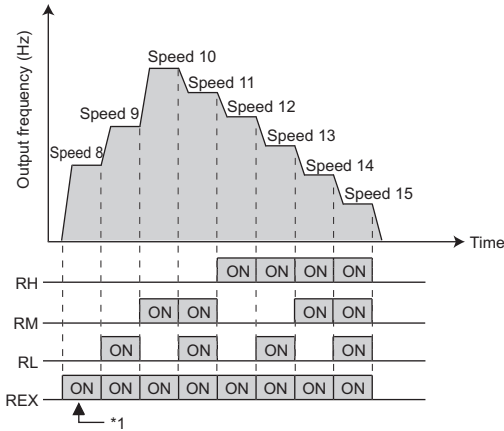 Output frequency (Hz)
Speed 10
Speed 11
Speed 9
Speed 12
Speed 13
Speed 8
Speed 14
Speed 15
Time
RH ON ON ON ON
RM ON ON ON ON
RL ON ON ON ON
REX ON ON ON ON ON ON ON ON
*1